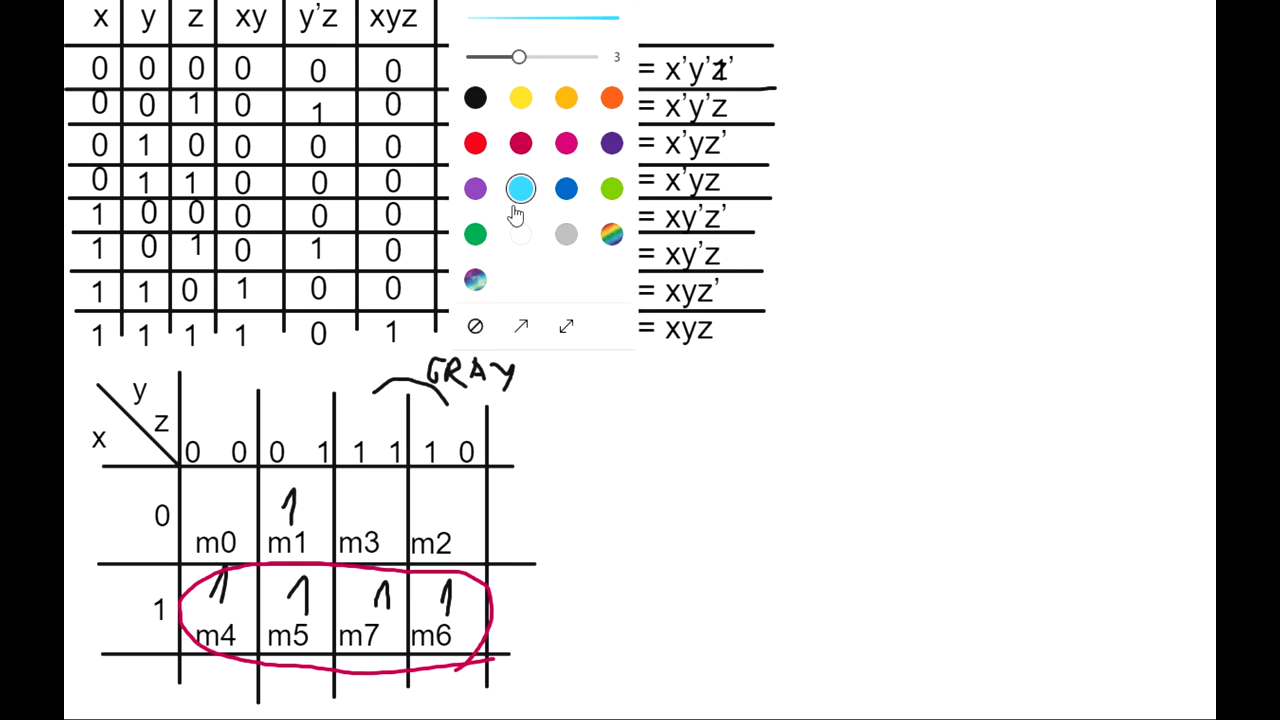 x y z xy y'z xyz
3
0 0 0 0 0 0 = x'y'z'
0 0 1 0 1 0 = x'y'z
0 1 0 0 0 0 = x'yz'
0 1 1 0 0 0 = x'yz
1 0 0 0 0 0 = xy'z'
1 0 1 0 1 0 = xy'z
1 1 0 1 0 0 = xyz'
1 1 1 1 0 1 = xyz
GRAY
y
z
x
0 0 0 1 1 1 1 0
1
0
m0 m1 m3 m2
1 1 1 1
1
m4 m5 m7 m6